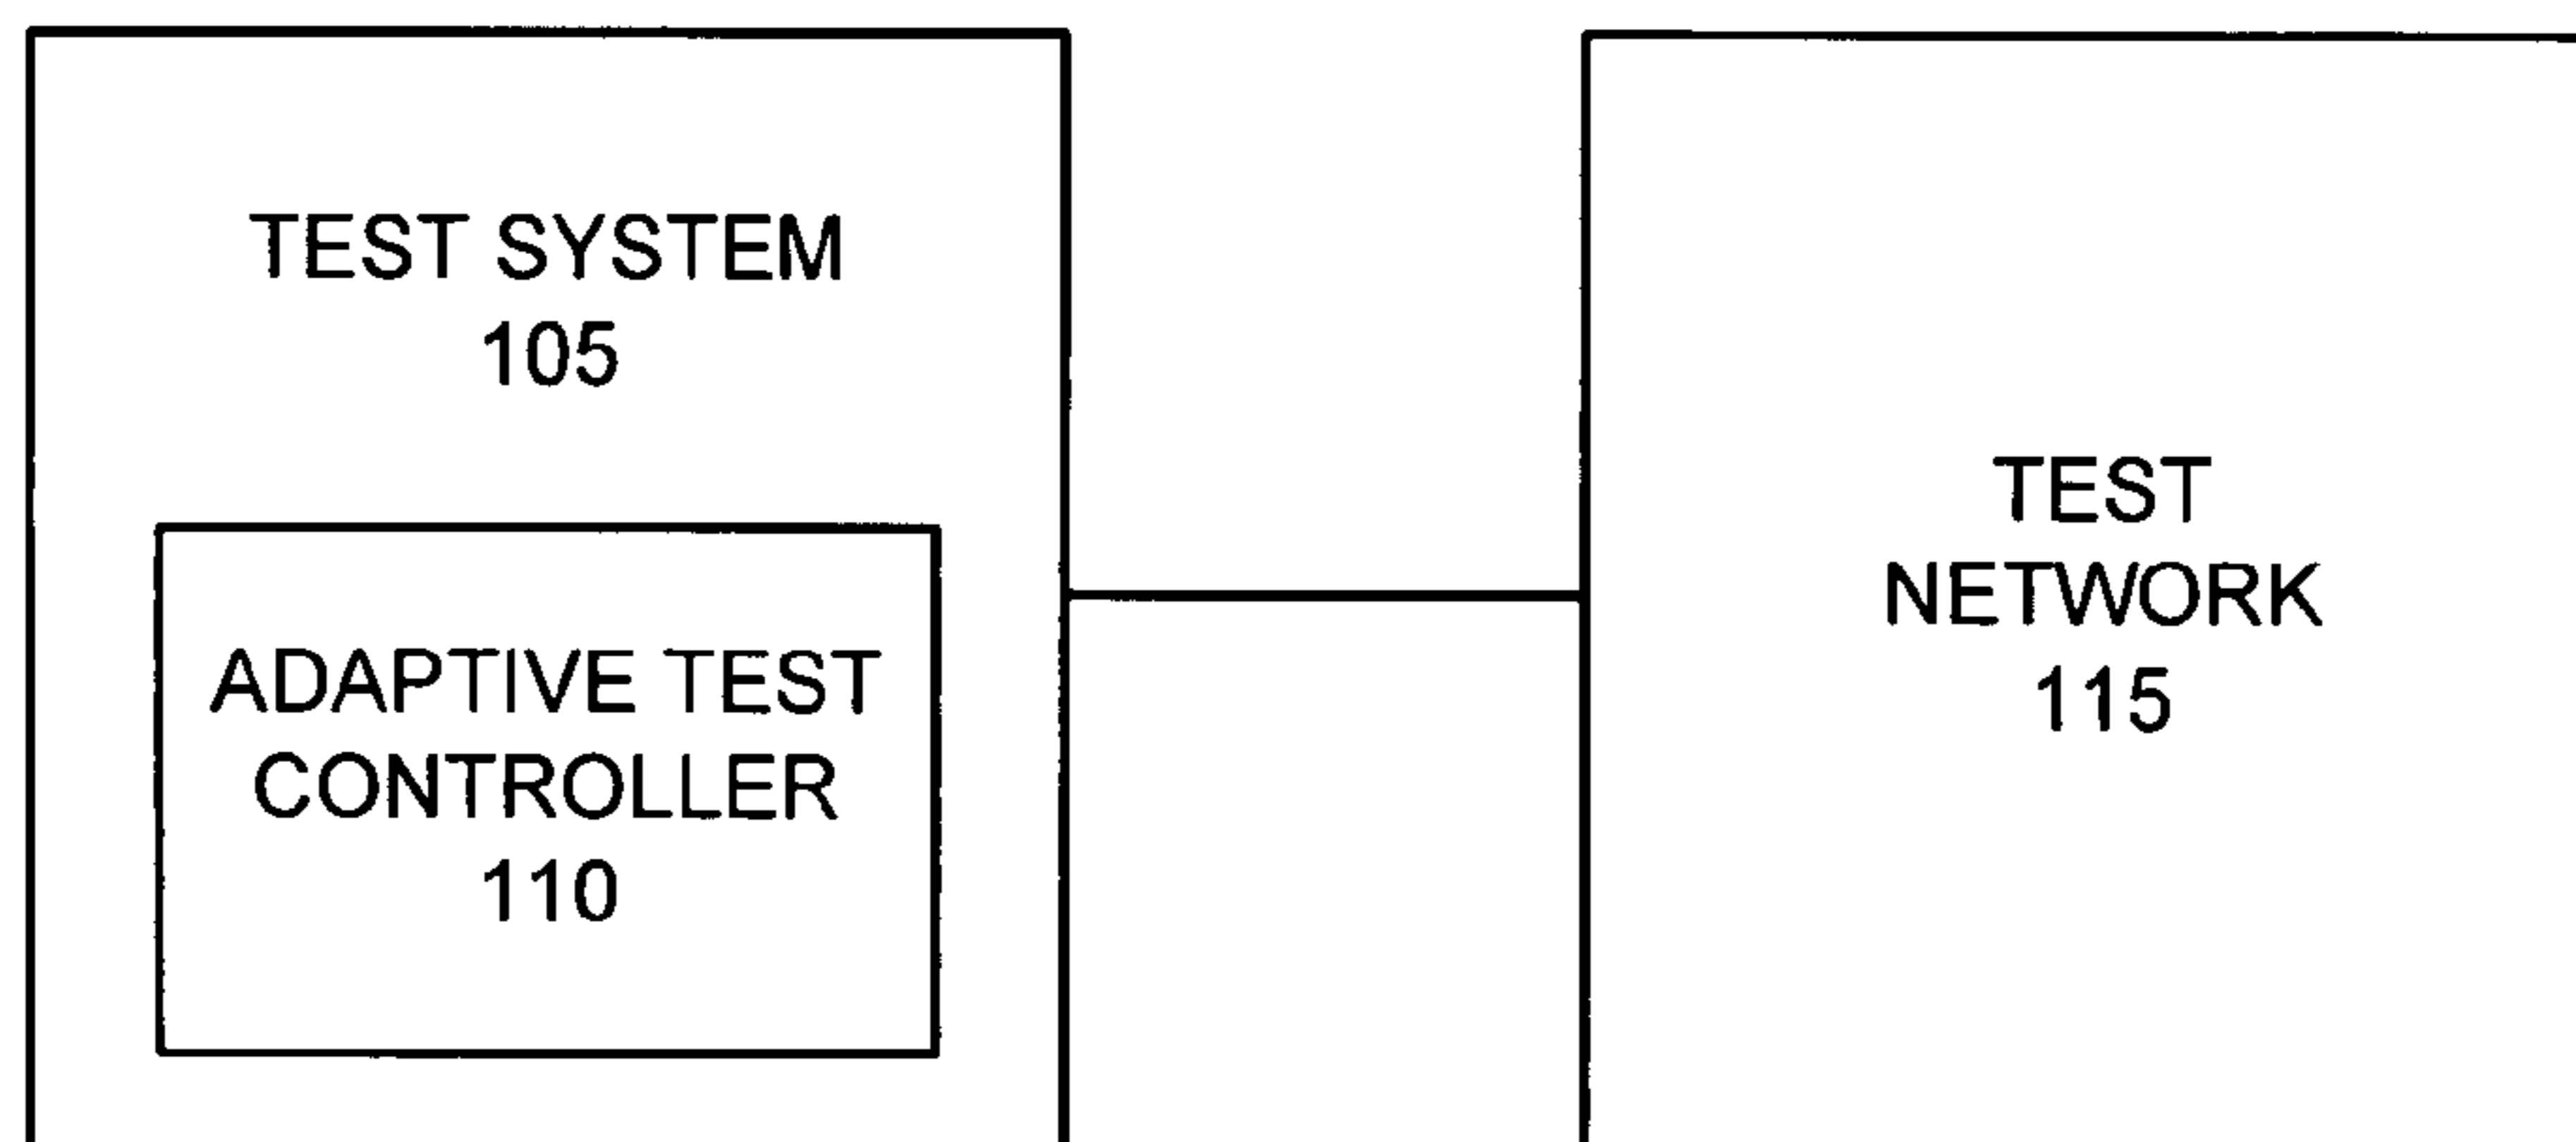 TEST SYSTEM
105
ADAPTIVE TEST
CONTROLLER
110
TEST
NETWORK
115